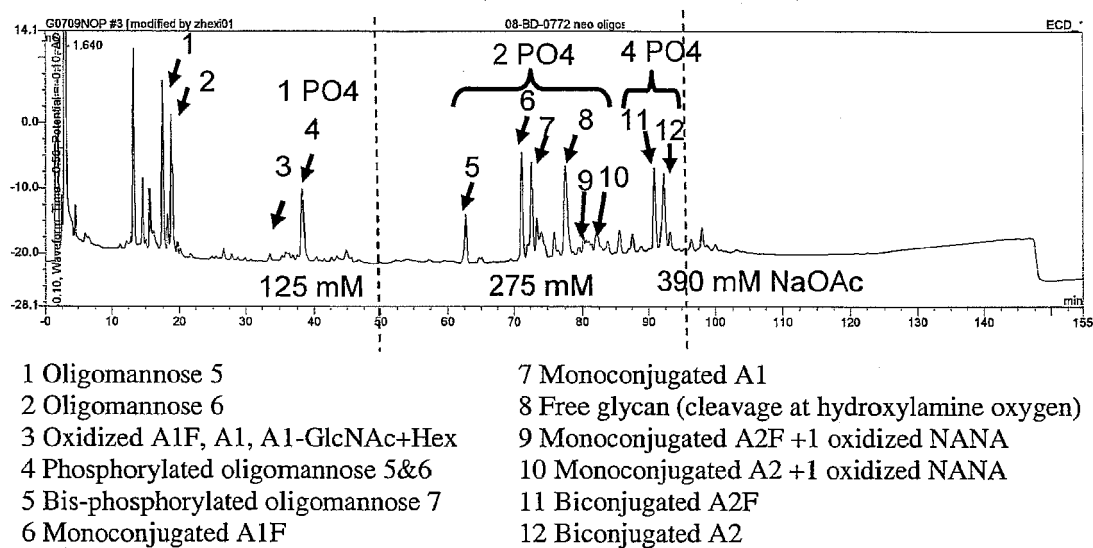 G0709NOP #3 [modified by zhexi01
08-BD-0772 neo oligos
ECD_
14.1
1.640
1
2
1 PO4
2 PO4
4 PO4
0.0
-10.0
-20.0
-28.1
3
4
5
6
7
8
9
10
11
12
125 mM
275 mM
390 mM NaOAc
min
-0
10
20
30
40
50
60
70
80
90
100
110
120
130
140
155
1 Oligomannose 5
2 Oligomannose 6
3 Oxidized A1F, A1, A1-GlcNAc+Hex
4 Phosphorylated oligomannose 5&6
5 Bis-phosphorylated oligomannose 7
6 Monoconjugated A1F
7 Monoconjugated A1
8 Free glycan (cleavage at hydroxylamine oxygen)
9 Monoconjugated A2F +1 oxidized NANA
10 Monoconjugated A2 +1 oxidized NANA
11 Biconjugated A2F
12 Biconjugated A2